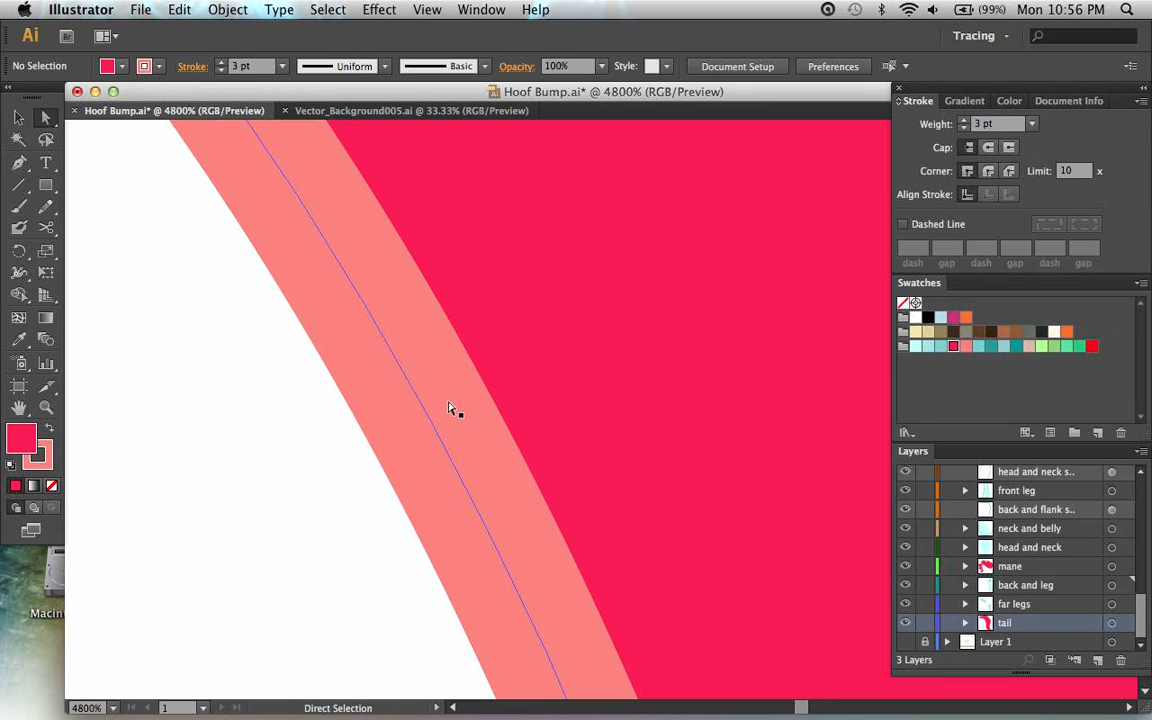 Illustrator File Edit Object Type Select Effect View Window Help (99%) Mon 10:56 PM
Ai Br Tracing
No Selection Stroke: 3 pt Uniform Basic Opacity: 100% Style: Document Setup Preferences
Hoof Bump.ai* @ 4800% (RGB/Preview)
× Hoof Bump.ai* @ 4800% (RGB/Preview) × Vector_Background005.ai @ 33.33% (RGB/Preview)
Stroke Gradient Color Document Info
Weight: 3 pt
Cap:
Corner: Limit: 10 x
Align Stroke:
Dashed Line
dash gap dash gap dash gap
Swatches
Layers
head and neck s..
front leg
back and flank s..
neck and belly
head and neck
mane
back and leg
far legs
tail
Layer 1
3 Layers
T
Macin
4800% 1 Direct Selection